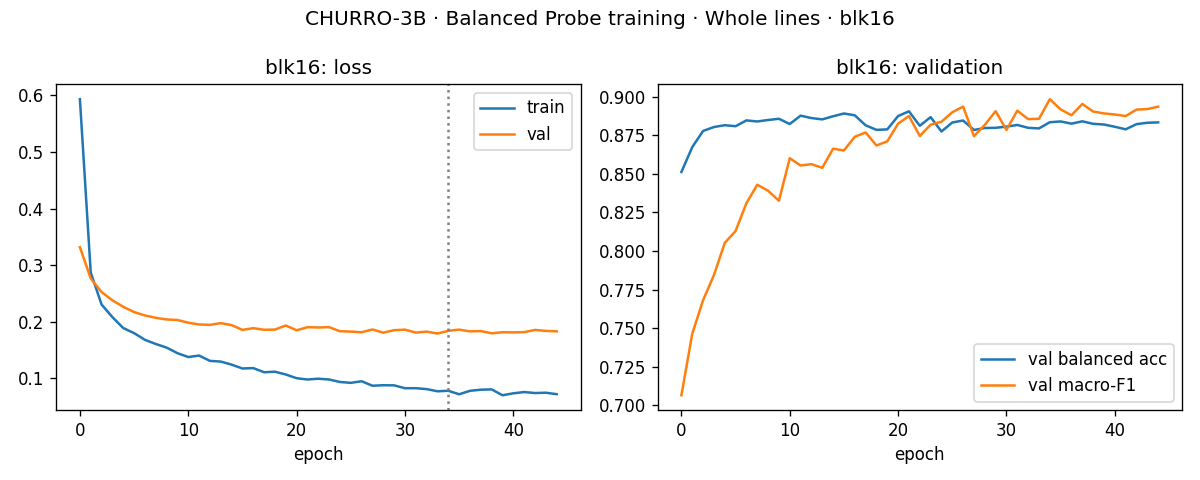 CHURRO-3B · Balanced Probe training · Whole lines · blk16
blk16: loss
0.6
0.5
0.4
0.3
0.2
0.1
0
10
20
30
40
epoch
train
val
blk16: validation
0.900
0.875
0.850
0.825
0.800
0.775
0.750
0.725
0.700
0
10
20
30
40
epoch
val balanced acc
val macro-F1